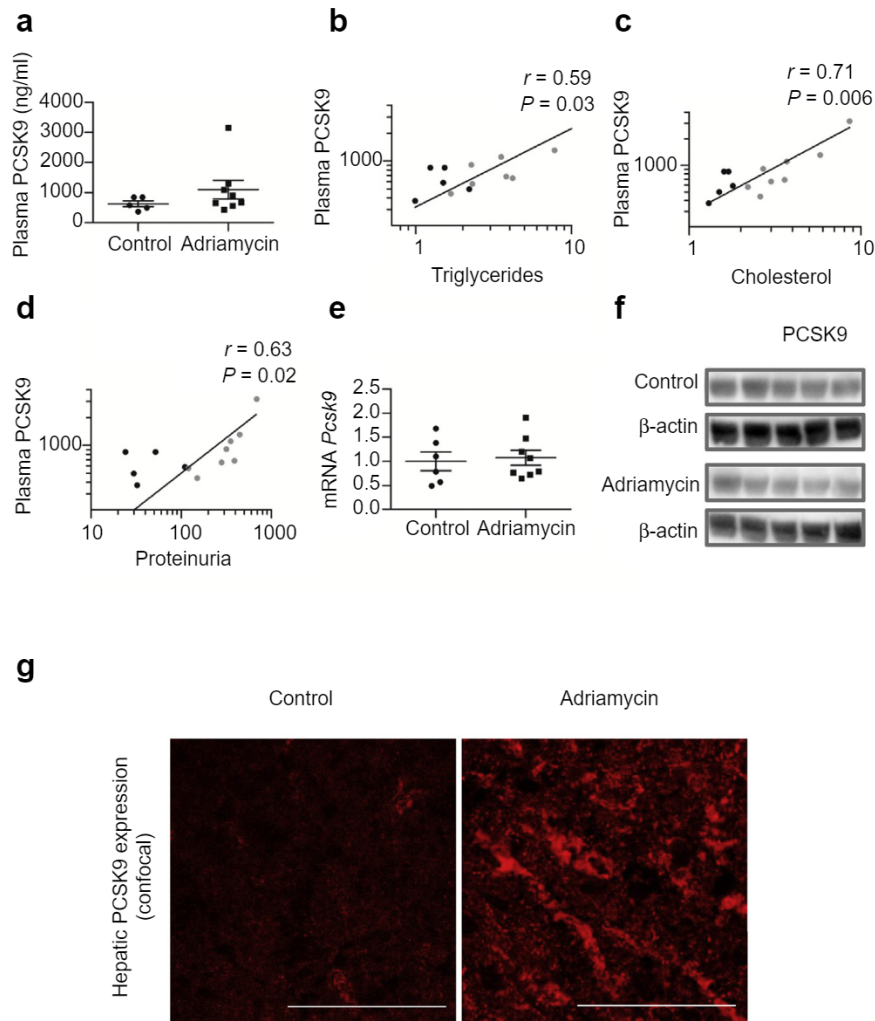 a
Plasma PCSK9 (ng/ml)
4000
3000
2000
1000
0
Control
Adriamycin
b
r = 0.59
P = 0.03
Plasma PCSK9
1000
1
10
Triglycerides
c
r = 0.71
P = 0.006
Plasma PCSK9
1000
1
10
Cholesterol
d
r = 0.63
P = 0.02
Plasma PCSK9
1000
10
100
1000
Proteinuria
e
mRNA Pcsk9
2.5
2.0
1.5
1.0
0.5
0.0
Control
Adriamycin
f
PCSK9
Control
β-actin
Adriamycin
β-actin
g
Control
Adriamycin
Hepatic PCSK9 expression
(confocal)